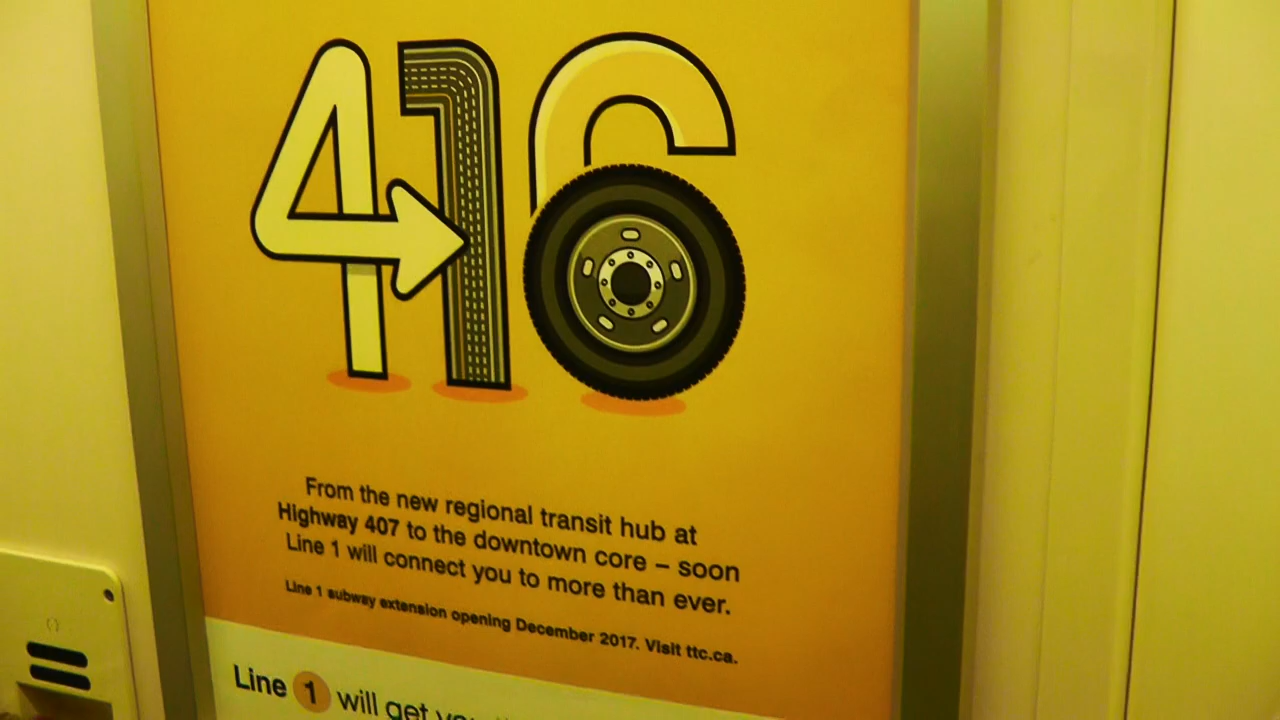 416
From the new regional transit hub at
Highway 407 to the downtown core – soon
Line 1 will connect you to more than ever.
Line 1 subway extension opening December 2017. Visit ttc.ca.
Line 1 will get